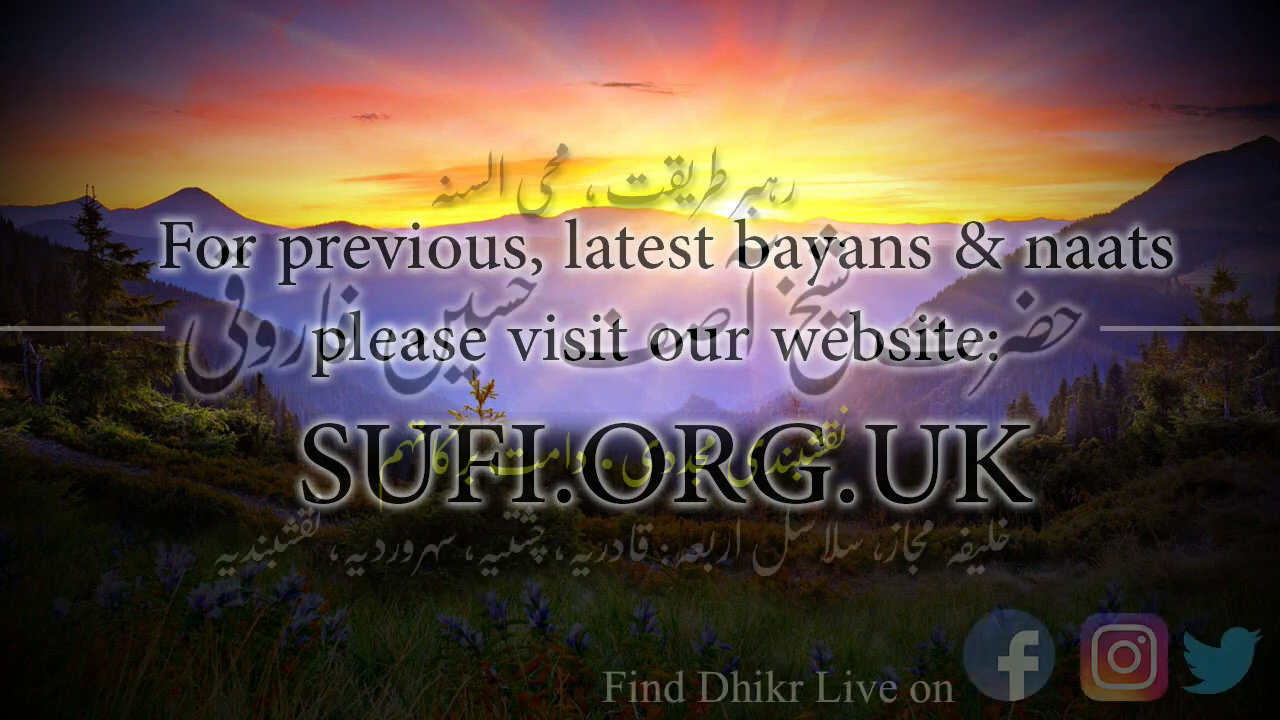 رہبر طریقت، محی السنہ
For previous, latest bayans & naats
حضرت شیخ آصف حسین فاروقی
please visit our website:
نقشبندی مجددی . دامت برکاتہم
SUFI.ORG.UK
خلیفہ مجاز، سلاسل اربعہ: قادریہ، چشتیہ، سہروردیہ، نقشبندیہ
Find Dhikr Live on